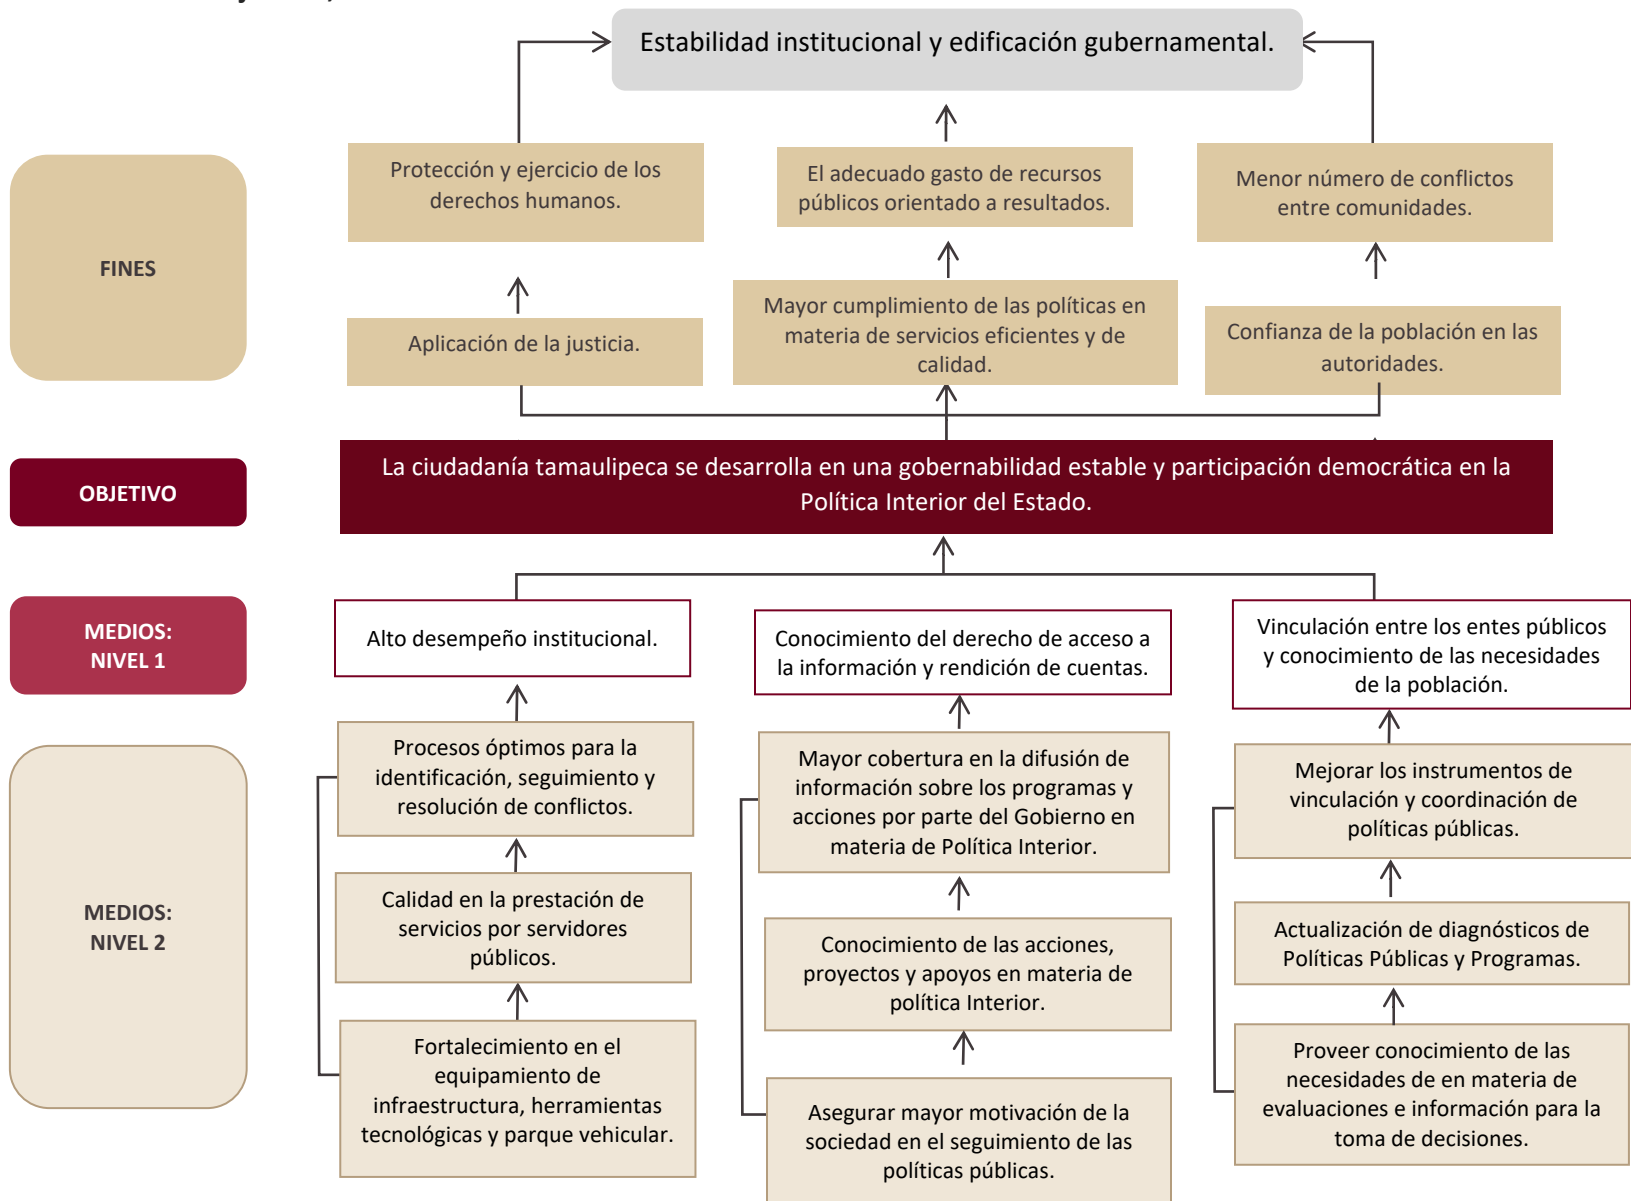 Estabilidad institucional y edificación gubernamental.
FINES
Protección y ejercicio de los
derechos humanos.
El adecuado gasto de recursos
públicos orientado a resultados.
Menor número de conflictos
entre comunidades.
Aplicación de la justicia.
Mayor cumplimiento de las políticas en
materia de servicios eficientes y de
calidad.
Confianza de la población en las
autoridades.
OBJETIVO
La ciudadanía tamaulipeca se desarrolla en una gobernabilidad estable y participación democrática en la
Política Interior del Estado.
MEDIOS:
NIVEL 1
Alto desempeño institucional.
Conocimiento del derecho de acceso a
la información y rendición de cuentas.
Vinculación entre los entes públicos
y conocimiento de las necesidades
de la población.
MEDIOS:
NIVEL 2
Procesos óptimos para la
identificación, seguimiento y
resolución de conflictos.
Mayor cobertura en la difusión de
información sobre los programas y
acciones por parte del Gobierno en
materia de Política Interior.
Mejorar los instrumentos de
vinculación y coordinación de
políticas públicas.
Calidad en la prestación de
servicios por servidores
públicos.
Conocimiento de las acciones,
proyectos y apoyos en materia de
política Interior.
Actualización de diagnósticos de
Políticas Públicas y Programas.
Fortalecimiento en el
equipamiento de
infraestructura, herramientas
tecnológicas y parque vehicular.
Asegurar mayor motivación de la
sociedad en el seguimiento de las
políticas públicas.
Proveer conocimiento de las
necesidades de en materia de
evaluaciones e información para la
toma de decisiones.